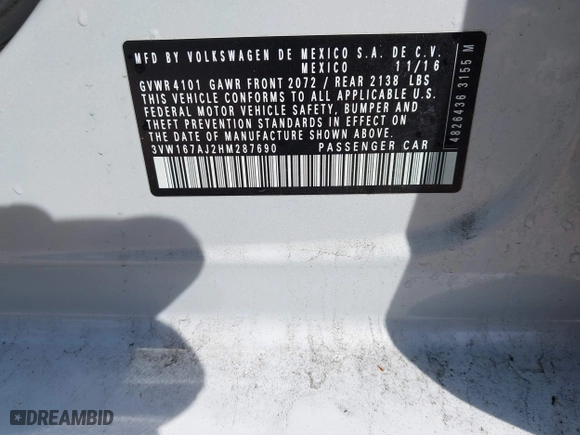 MFD BY VOLKSWAGEN DE MEXICO S.A. DE C.V.
MEXICO 11/16
GVWR 4101 GAWR FRONT 2072 / REAR 2138 LBS
THIS VEHICLE CONFORMS TO ALL APPLICABLE U.S.
FEDERAL MOTOR VEHICLE SAFETY, BUMPER AND
THEFT PREVENTION STANDARDS IN EFFECT ON
THE DATE OF MANUFACTURE SHOWN ABOVE.
3VW167AJ2HM287690 PASSENGER CAR
4826436 3155 M
DREAMBID